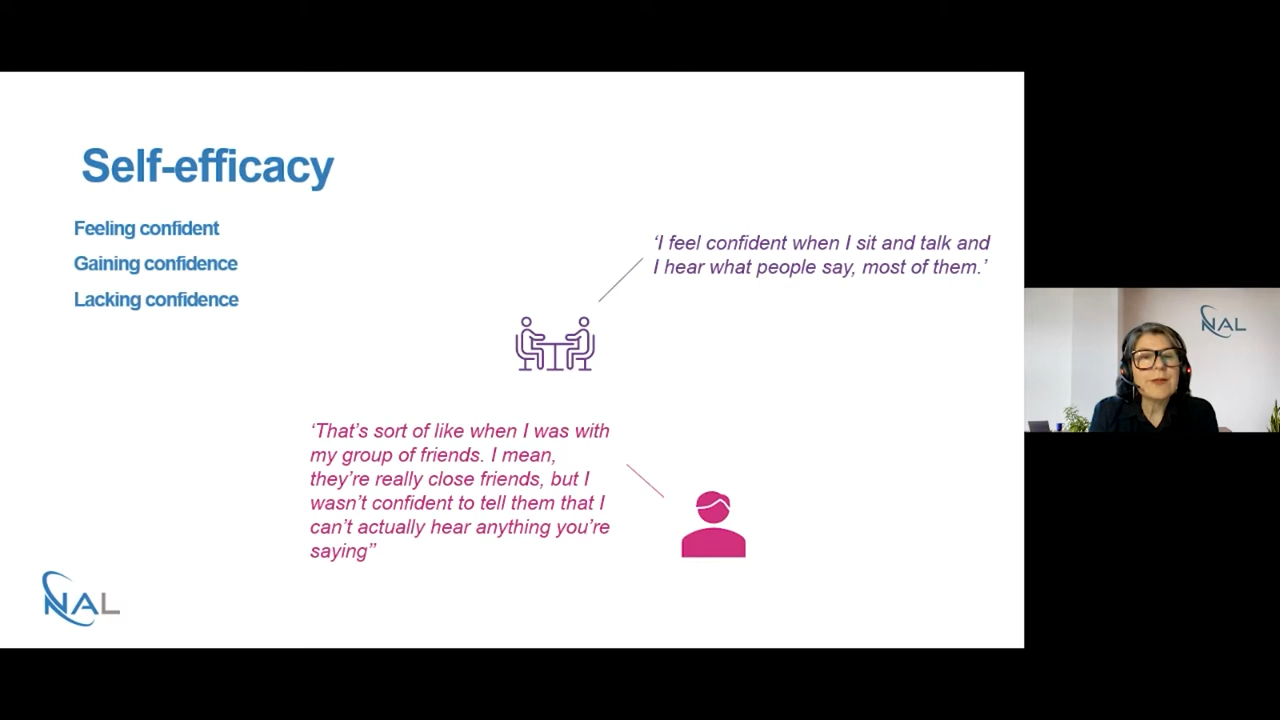 Self-efficacy
Feeling confident
Gaining confidence
Lacking confidence
‘I feel confident when I sit and talk and
I hear what people say, most of them.’
‘That’s sort of like when I was with
my group of friends. I mean,
they’re really close friends, but I
wasn’t confident to tell them that I
can’t actually hear anything you’re
saying”
NAL
NAL